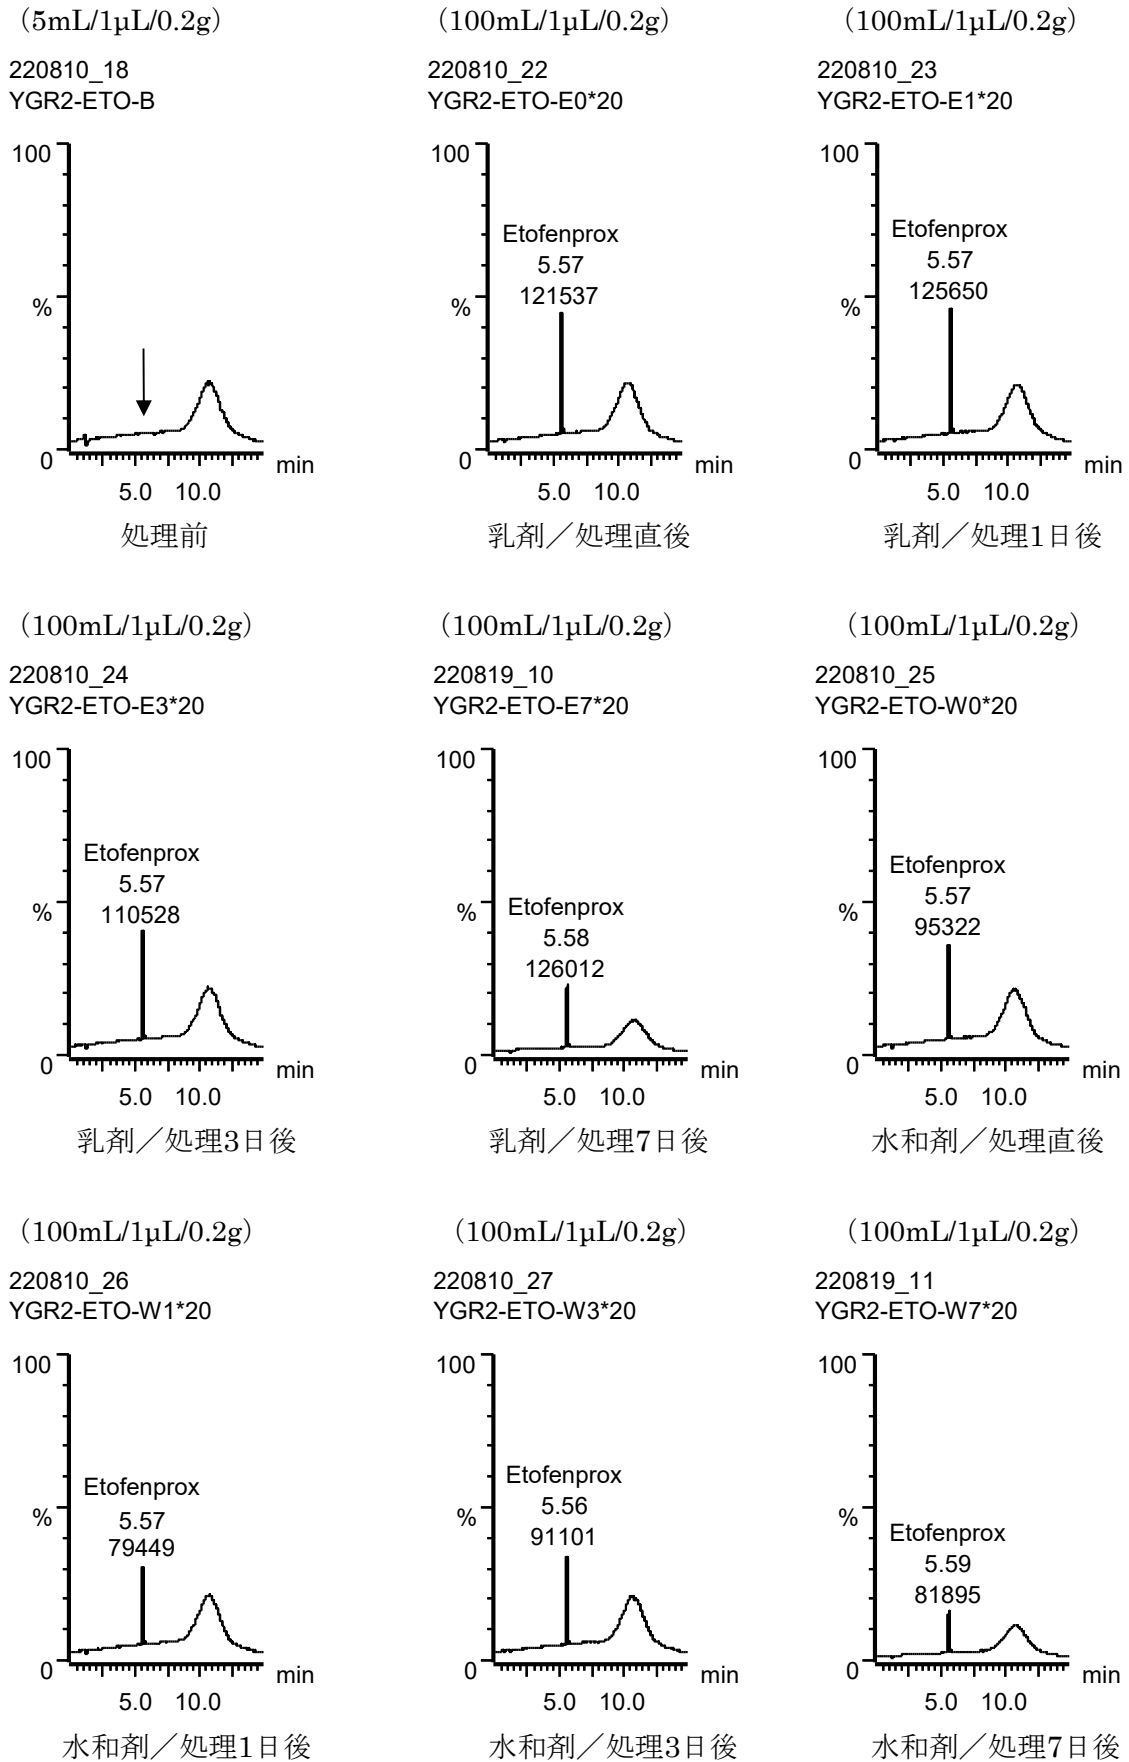 （5mL/1µL/0.2g）
220810_18
YGR2-ETO-B
100
%
0
min
5.0 10.0
処理前
（100mL/1µL/0.2g）
220810_22
YGR2-ETO-E0*20
100
Etofenprox
5.57
121537
%
0
min
5.0 10.0
乳剤／処理直後
（100mL/1µL/0.2g）
220810_23
YGR2-ETO-E1*20
100
Etofenprox
5.57
125650
%
0
min
5.0 10.0
乳剤／処理1日後
（100mL/1µL/0.2g）
220810_24
YGR2-ETO-E3*20
100
Etofenprox
5.57
110528
%
0
min
5.0 10.0
乳剤／処理3日後
（100mL/1µL/0.2g）
220819_10
YGR2-ETO-E7*20
100
Etofenprox
5.58
126012
%
0
min
5.0 10.0
乳剤／処理7日後
（100mL/1µL/0.2g）
220810_25
YGR2-ETO-W0*20
100
Etofenprox
5.57
95322
%
0
min
5.0 10.0
水和剤／処理直後
（100mL/1µL/0.2g）
220810_26
YGR2-ETO-W1*20
100
Etofenprox
5.57
79449
%
0
min
5.0 10.0
水和剤／処理1日後
（100mL/1µL/0.2g）
220810_27
YGR2-ETO-W3*20
100
Etofenprox
5.56
91101
%
0
min
5.0 10.0
水和剤／処理3日後
（100mL/1µL/0.2g）
220819_11
YGR2-ETO-W7*20
100
Etofenprox
5.59
81895
%
0
min
5.0 10.0
水和剤／処理7日後